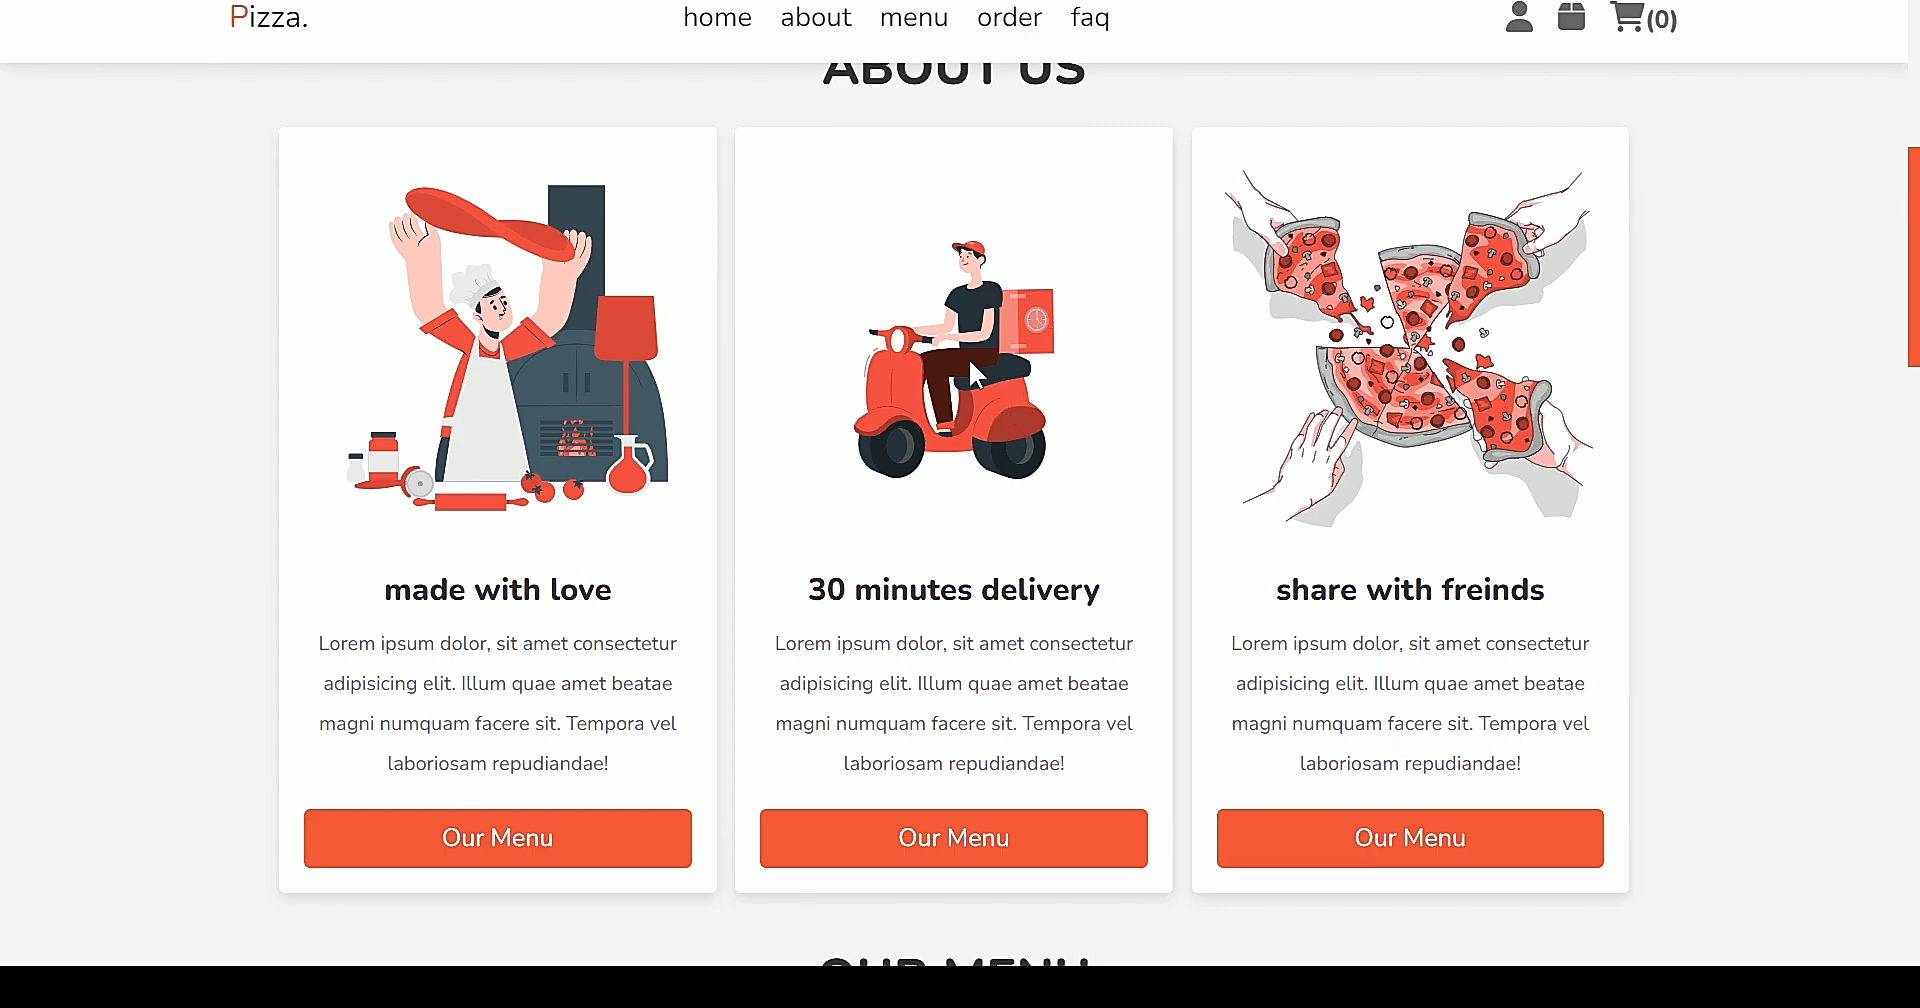 Pizza.
home about menu order faq
(0)
ABOUT US
made with love
Lorem ipsum dolor, sit amet consectetur
adipisicing elit. Illum quae amet beatae
magni numquam facere sit. Tempora vel
laboriosam repudiandae!
Our Menu
30 minutes delivery
Lorem ipsum dolor, sit amet consectetur
adipisicing elit. Illum quae amet beatae
magni numquam facere sit. Tempora vel
laboriosam repudiandae!
Our Menu
share with freinds
Lorem ipsum dolor, sit amet consectetur
adipisicing elit. Illum quae amet beatae
magni numquam facere sit. Tempora vel
laboriosam repudiandae!
Our Menu
OUR MENU